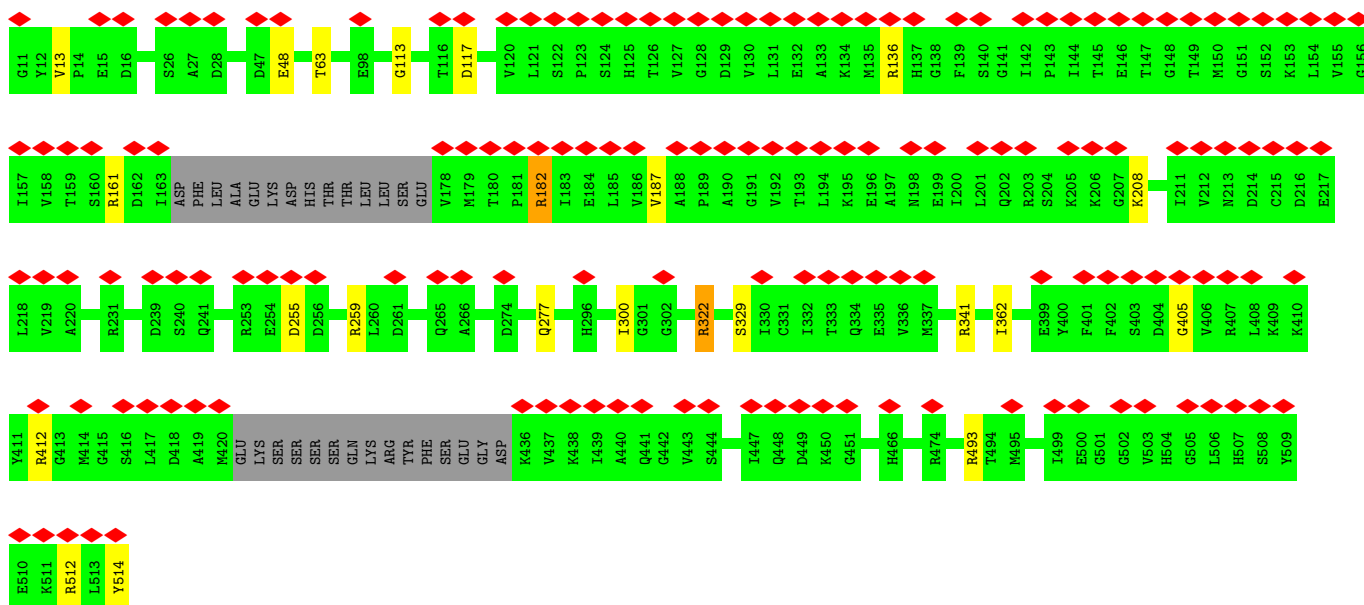 G11 Y12 V13 P14 E15 D16 S26 A27 D28 D47 E48 T63 E98 G113 T116 D117 V120 L121 S122 P123 S124 H125 T126 V127 G128 D129 V130 L131 E132 A133 K134 M135 R136 H137 G138 F139 S140 G141 I142 P143 I144 T145 E146 T147 G148 T149 M150 G151 S152 K153 L154 V155 G156
I157 V158 T159 S160 R161 D162 I163 ASP PHE LEU ALA GLU LYS ASP HIS THR THR LEU LEU SER GLU V178 M179 T180 P181 R182 I183 E184 L185 V186 V187 A188 P189 A190 G191 V192 T193 L194 K195 E196 A197 N198 E199 I200 L201 Q202 R203 S204 K205 K206 G207 K208 I211 V212 N213 D214 C215 D216 E217
L218 V219 A220 R231 D239 S240 Q241 R253 E254 D255 D256 R259 L260 D261 Q265 A266 D274 Q277 H296 I300 G301 G302 R322 S329 I330 C331 I332 T333 Q334 E335 V336 M337 R341 I362 E399 Y400 F401 F402 S403 D404 G405 V406 R407 L408 K409 K410
Y411 R412 G413 M414 G415 S416 L417 D418 A419 M420 GLU LYS SER SER SER SER GLN LYS ARG TYR PHE SER GLU GLY ASP K436 V437 K438 I439 A440 Q441 G442 V443 S444 I447 Q448 D449 K450 G451 H466 R474 R493 T494 M495 I499 E500 G501 G502 V503 H504 G505 L506 H507 S508 Y509
E510 K511 R512 L513 Y514